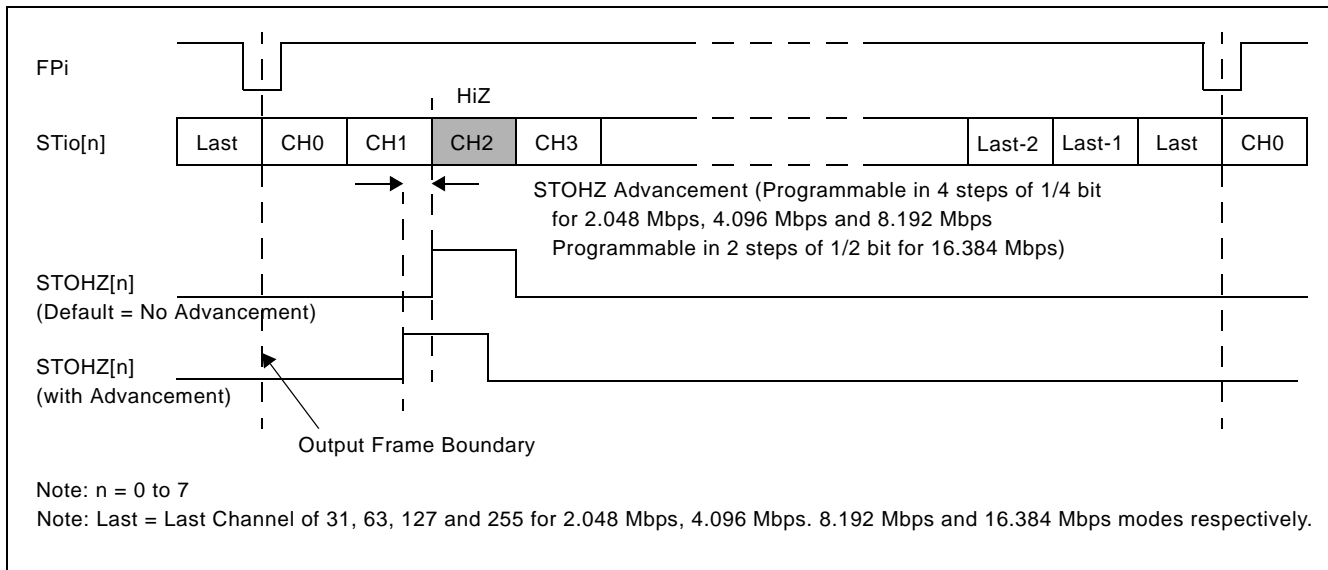 FPi
HiZ
STio[n]
Last CH0 CH1 CH2 CH3 Last-2 Last-1 Last CH0
STOHZ Advancement (Programmable in 4 steps of 1/4 bit
for 2.048 Mbps, 4.096 Mbps and 8.192 Mbps
Programmable in 2 steps of 1/2 bit for 16.384 Mbps)
STOHZ[n]
(Default = No Advancement)
STOHZ[n]
(with Advancement)
Output Frame Boundary
Note: n = 0 to 7
Note: Last = Last Channel of 31, 63, 127 and 255 for 2.048 Mbps, 4.096 Mbps. 8.192 Mbps and 16.384 Mbps modes respectively.